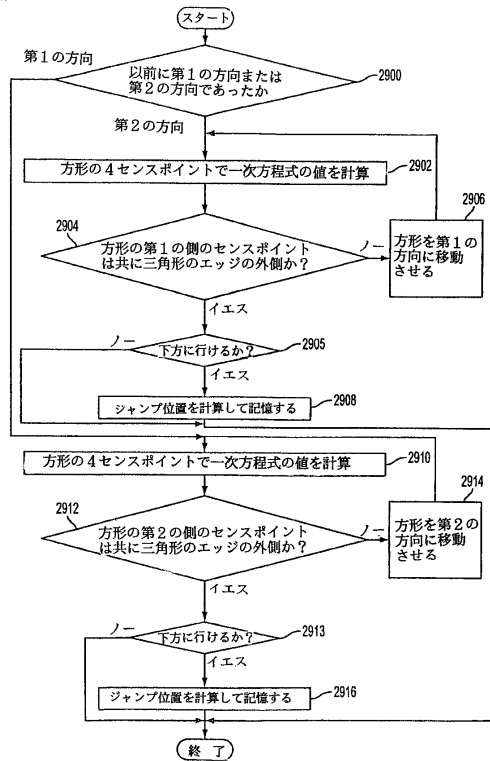 スタート
第1の方向
以前に第1の方向または
第2の方向であったか
2900
第2の方向
方形の4センスポイントで一次方程式の値を計算
2902
2904
方形の第1の側のセンスポイント
は共に三角形のエッジの外側か?
ノー
2906
方形を第1の
方向に移動
させる
イエス
ノー
下方に行けるか?
2905
イエス
ジャンプ位置を計算して記憶する
2908
方形の4センスポイントで一次方程式の値を計算
2910
2912
方形の第2の側のセンスポイント
は共に三角形のエッジの外側か?
ノー
2914
方形を第2の
方向に移動
させる
イエス
ノー
下方に行けるか?
2913
イエス
ジャンプ位置を計算して記憶する
2916
終了